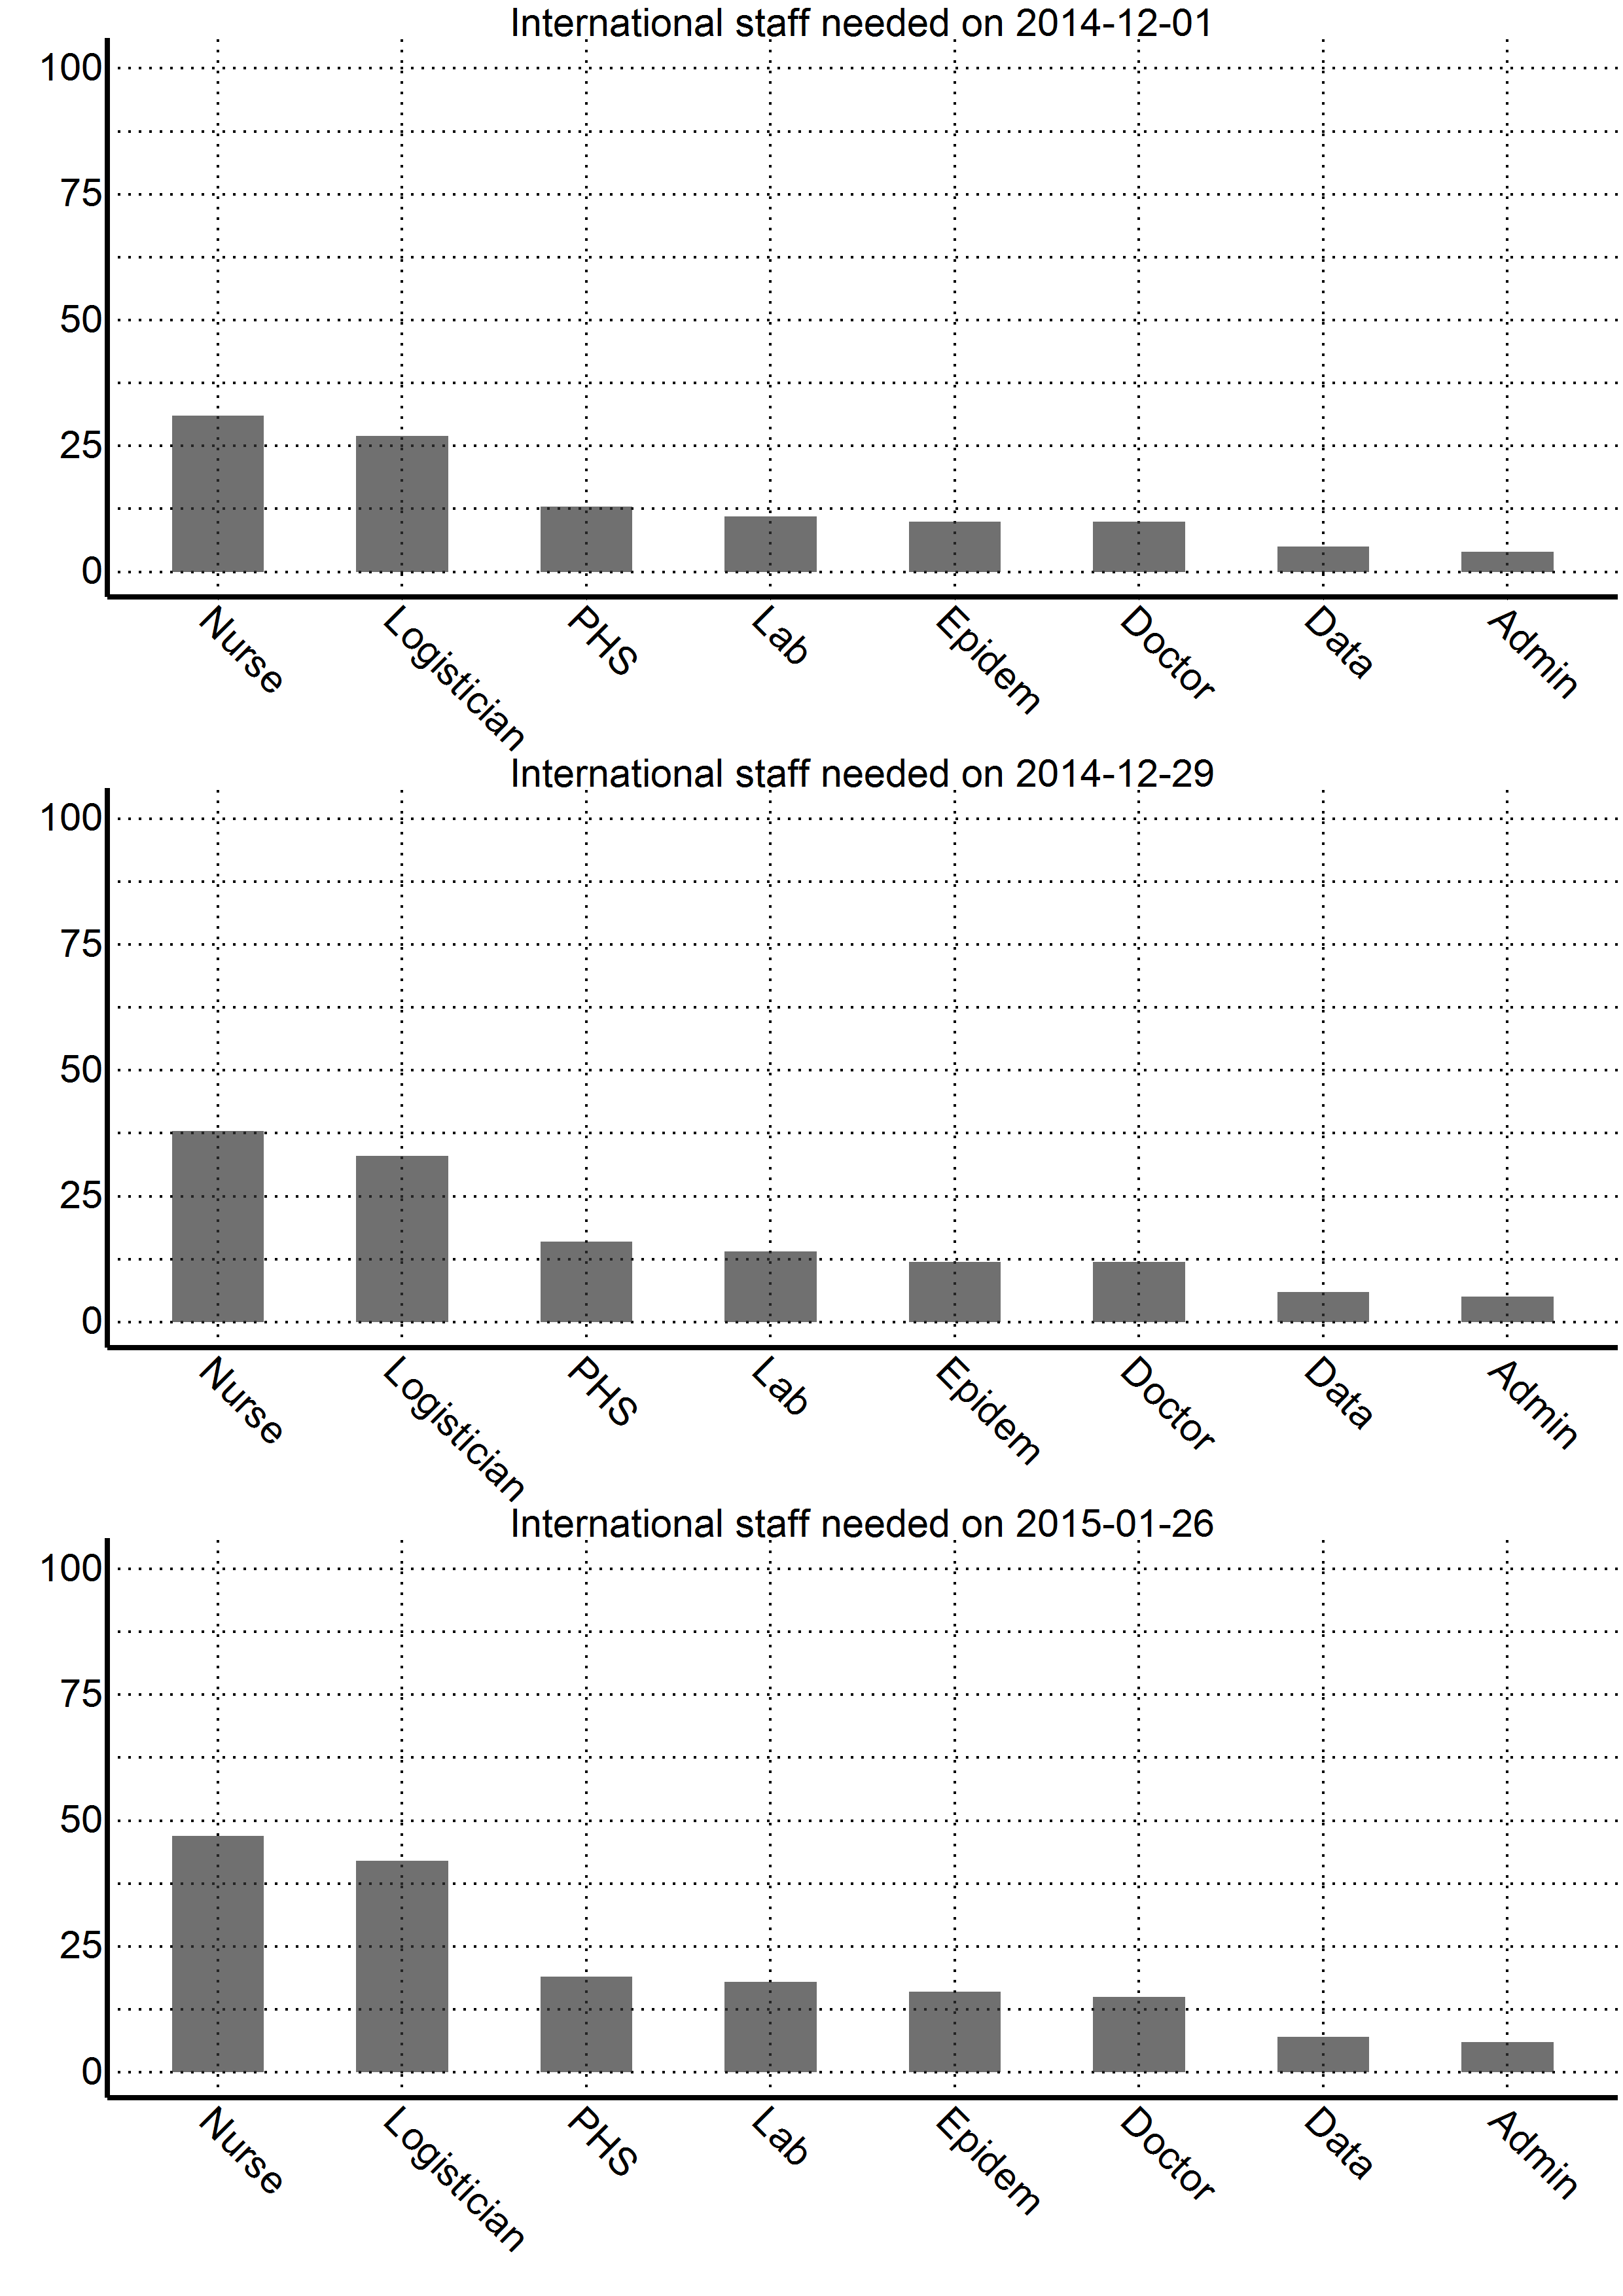 International staff needed on 2014-12-01
100
75
50
25
0
Nurse Logistician PHS Lab Epidem Doctor Data Admin
International staff needed on 2014-12-29
100
75
50
25
0
Nurse Logistician PHS Lab Epidem Doctor Data Admin
International staff needed on 2015-01-26
100
75
50
25
0
Nurse Logistician PHS Lab Epidem Doctor Data Admin